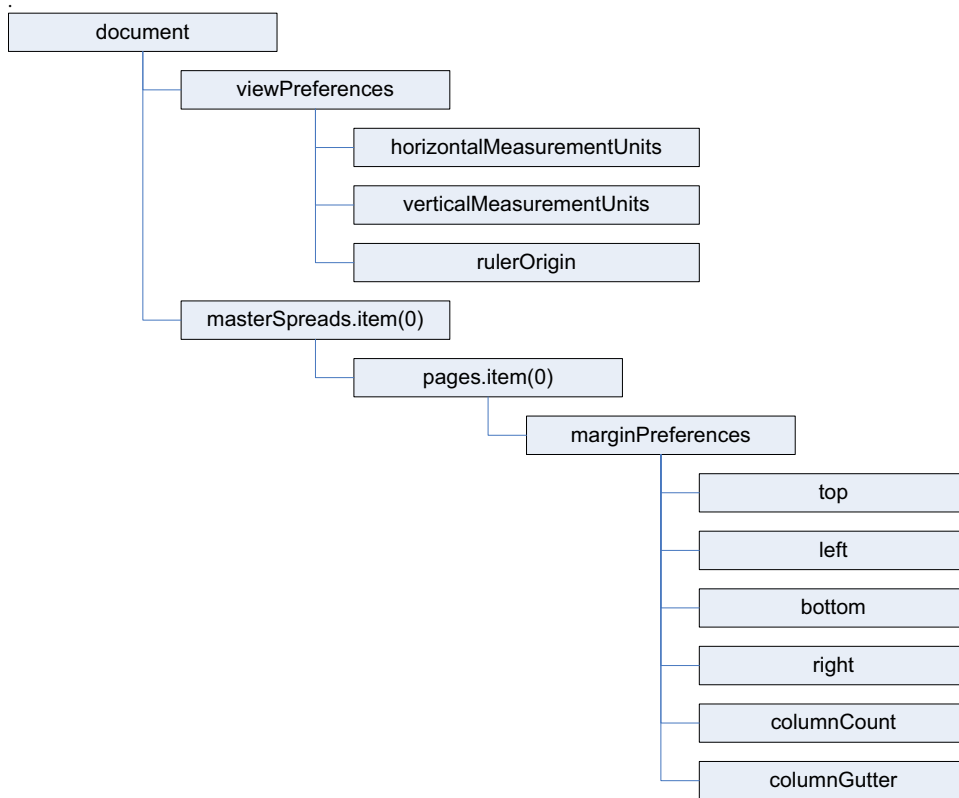 .
document
viewPreferences
horizontalMeasurementUnits
verticalMeasurementUnits
rulerOrigin
masterSpreads.item(0)
pages.item(0)
marginPreferences
top
left
bottom
right
columnCount
columnGutter